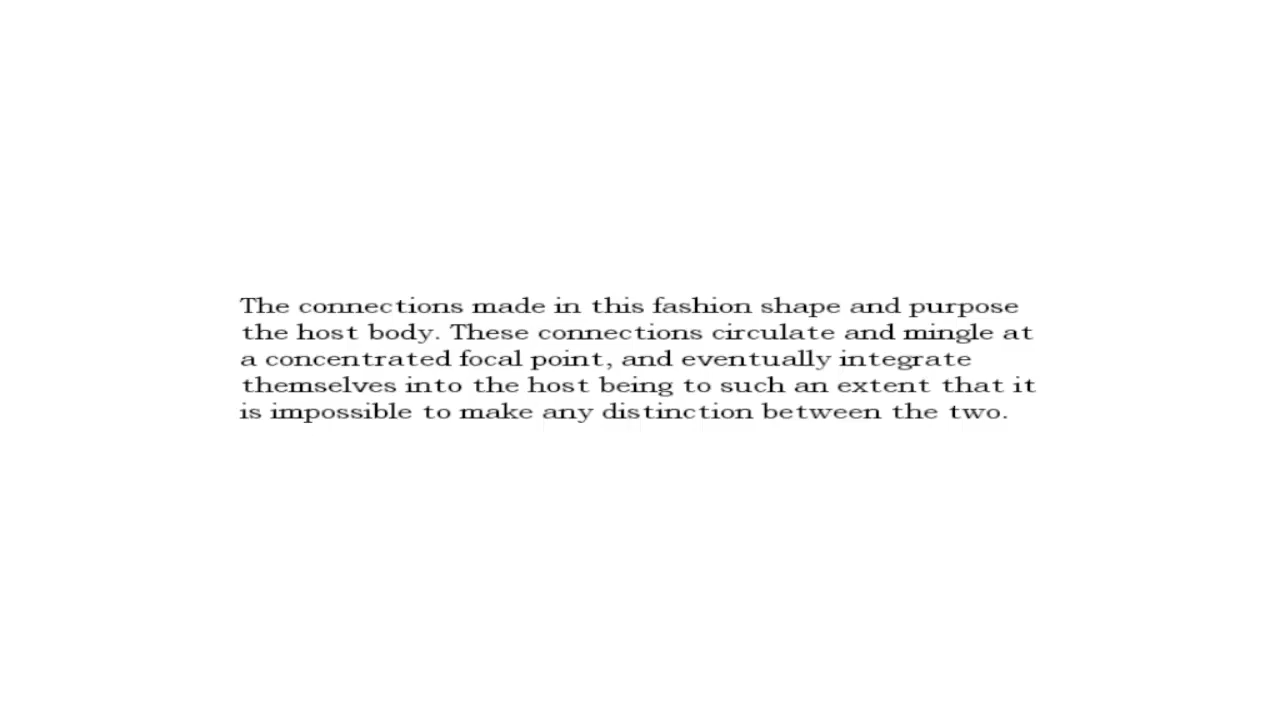 The connections made in this fashion shape and purpose
the host body. These connections circulate and mingle at
a concentrated focal point, and eventually integrate
themselves into the host being to such an extent that it
is impossible to make any distinction between the two.